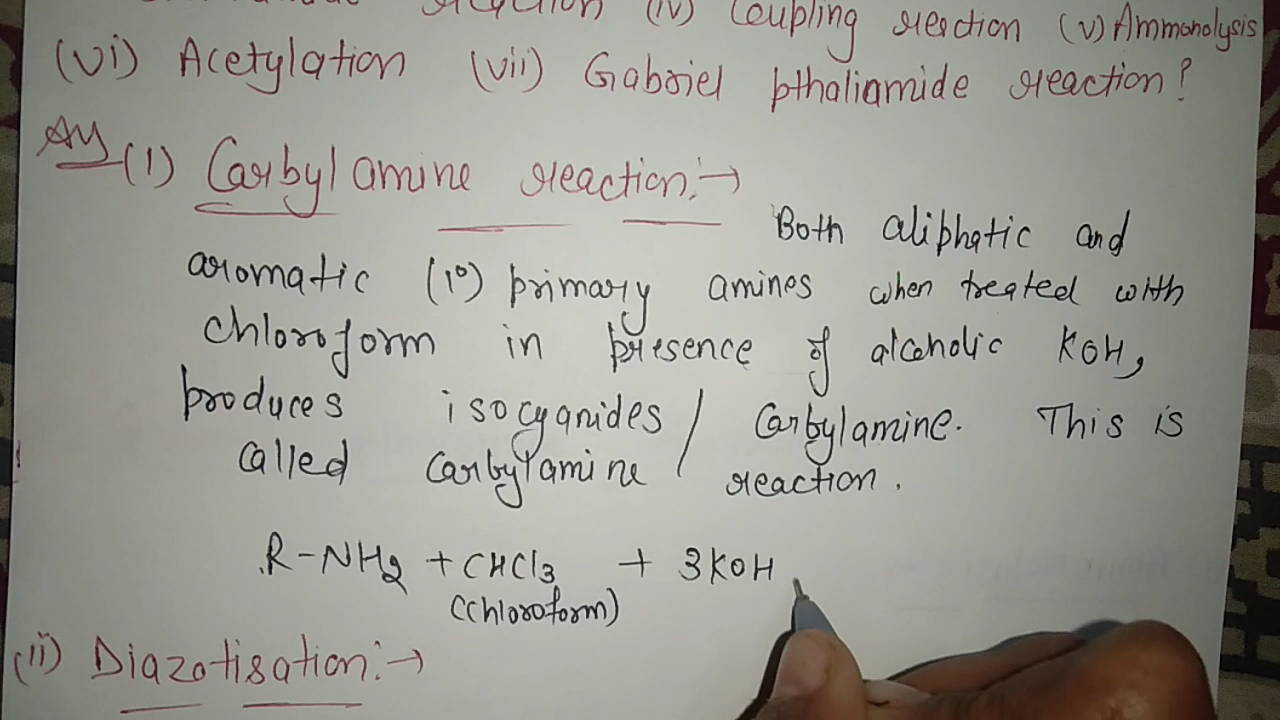 reaction (iv) Coupling reaction (v) Ammonolysis
(vi) Acetylation (vii) Gabriel pthaliamide reaction?
(1) Carbylamine reaction:→
Both aliphatic and
aromatic (1°) primary amines when treated with
chloroform in presence of alcoholic KOH,
produces isocyanides / Carbylamine. This is
called Carbylamine reaction.
R-NH2 + CHCl3 + 3KOH
(Chloroform)
(ii) Diazotisation:→